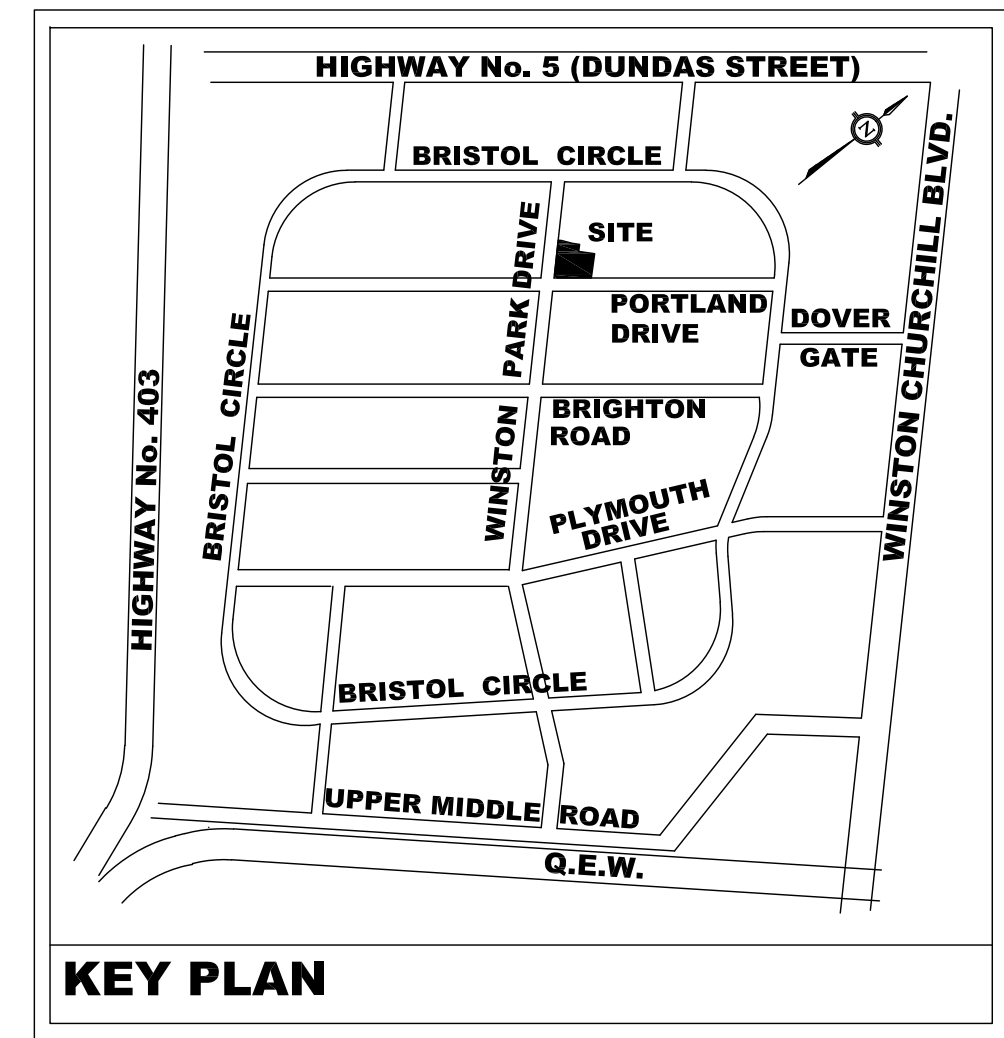 HIGHWAY No. 5 (DUNDAS STREET)
N
BRISTOL CIRCLE
WINSTON CHURCHILL BLVD.
SITE
WINSTON PARK DRIVE
PORTLAND
DRIVE
DOVER
GATE
BRISTOL CIRCLE
HIGHWAY No. 403
BRIGHTON
ROAD
PLYMOUTH
DRIVE
BRISTOL CIRCLE
UPPER MIDDLE ROAD
Q.E.W.
KEY PLAN